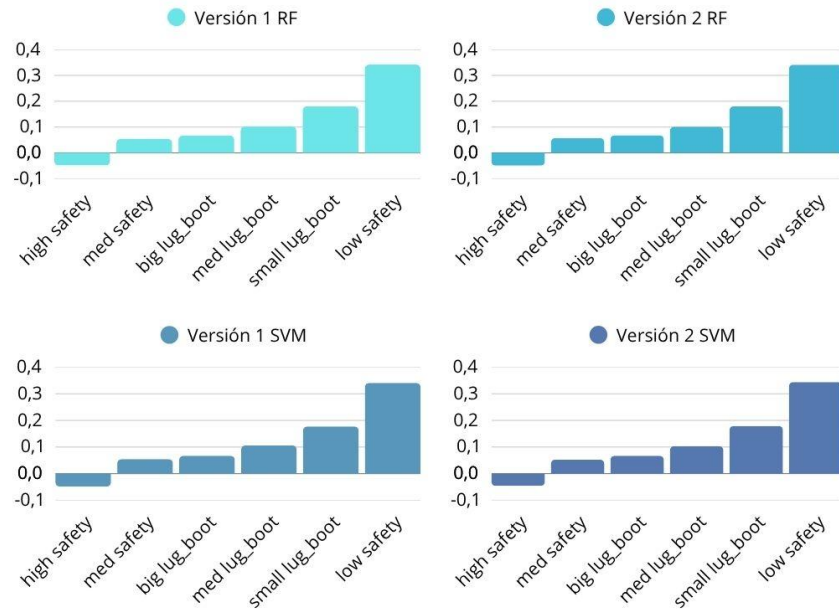 Versión 1 RF
0,4
0,3
0,2
0,1
0,0
-0,1
high safety
med safety
big lug_boot
med lug_boot
small lug_boot
low safety
Versión 2 RF
0,4
0,3
0,2
0,1
0,0
-0,1
high safety
med safety
big lug_boot
med lug_boot
small lug_boot
low safety
Versión 1 SVM
0,4
0,3
0,2
0,1
0,0
-0,1
high safety
med safety
big lug_boot
med lug_boot
small lug_boot
low safety
Versión 2 SVM
0,4
0,3
0,2
0,1
0,0
-0,1
high safety
med safety
big lug_boot
med lug_boot
small lug_boot
low safety